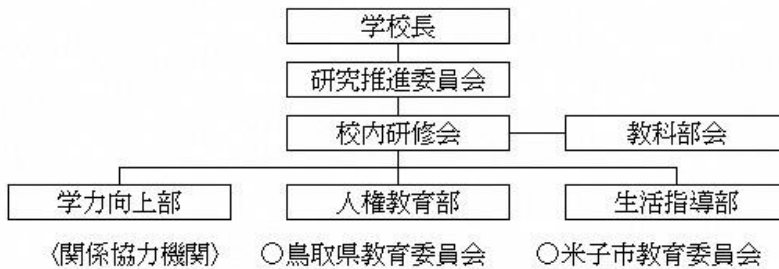 学校長
研究推進委員会
校内研修会 教科部会
学力向上部 人権教育部 生活指導部
〈関係協力機関〉 ○鳥取県教育委員会 ○米子市教育委員会